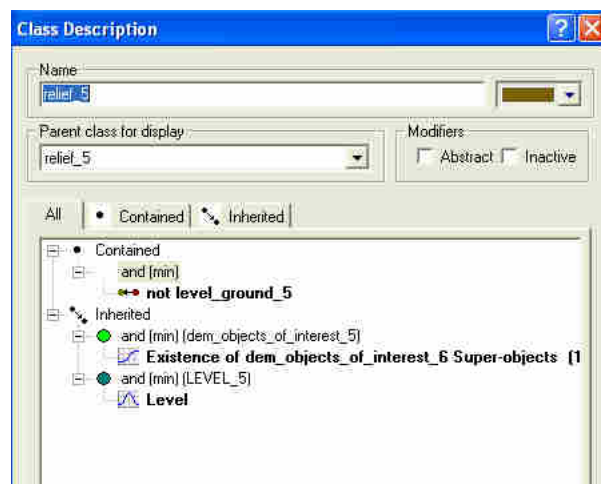 Class Description
Name
relief_5
Parent class for display
Modifiers
relief_5
Abstract
Inactive
All
Contained
Inherited
Contained
and (min)
not level_ground_5
Inherited
and (min) (dem_objects_of_interest_5)
Existence of dem_objects_of_interest_6 Super-objects (1
and (min) (LEVEL_5)
Level